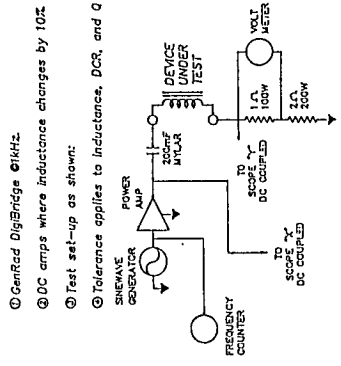 ① GenRad DigiBridge @1kHz
② DC amps where inductance changes by 10%
③ Test set-up as shown:
④ Tolerance applies to Inductance, DCR, and Q
SINEWAVE
GENERATOR
POWER
AMP
200mF
MYLAR
DEVICE
UNDER
TEST
VOLT
METER
1Ω
100W
2Ω
200W
TO
SCOPE "Y"
DC COUPLED
TO
SCOPE "X"
DC COUPLED
FREQUENCY
COUNTER